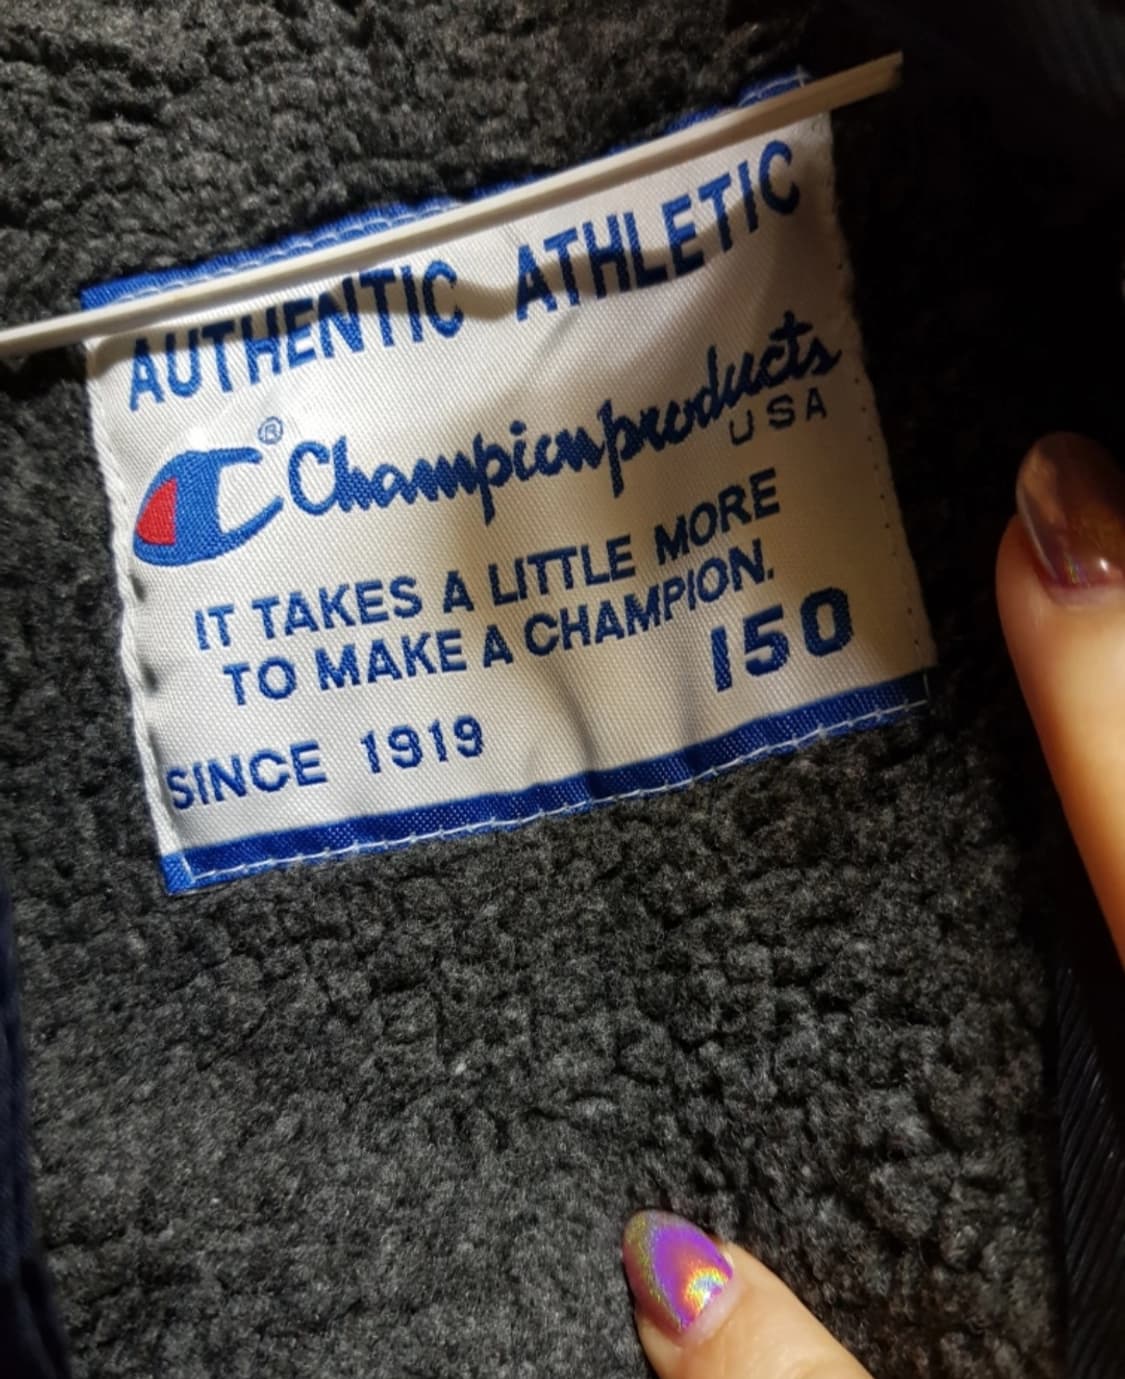 AUTHENTIC ATHLETIC
® Championproducts
USA
IT TAKES A LITTLE MORE
TO MAKE A CHAMPION.
150
SINCE 1919